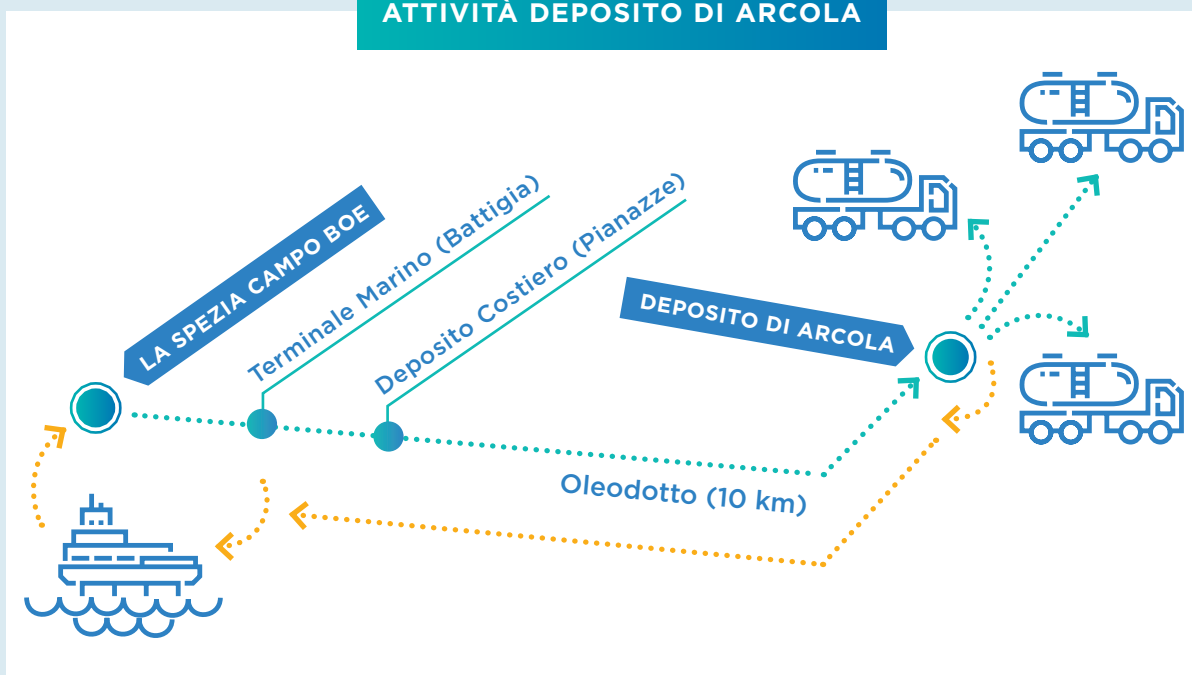 ATTIVITÀ DEPOSITO DI ARCOLA
LA SPEZIA CAMPO BOE
Terminale Marino (Battigia)
Deposito Costiero (Pianazze)
DEPOSITO DI ARCOLA
Oleodotto (10 km)